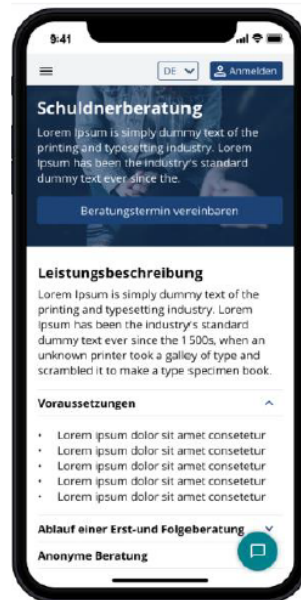 9:41
DE
Anmelden
Schuldnerberatung
Lorem Ipsum is simply dummy text of the
printing and typesetting industry. Lorem
Ipsum has been the industry's standard
dummy text ever since the.
Beratungstermin vereinbaren
Leistungsbeschreibung
Lorem Ipsum is simply dummy text of the
printing and typesetting industry. Lorem
Ipsum has been the industry's standard
dummy text ever since the 1500s, when an
unknown printer took a galley of type and
scrambled it to make a type specimen book.
Voraussetzungen
• Lorem ipsum dolor sit amet consetetur
• Lorem ipsum dolor sit amet consetetur
• Lorem ipsum dolor sit amet consetetur
• Lorem ipsum dolor sit amet consetetur
• Lorem ipsum dolor sit amet consetetur
Ablauf einer Erst-und Folgeberatung
Anonyme Beratung